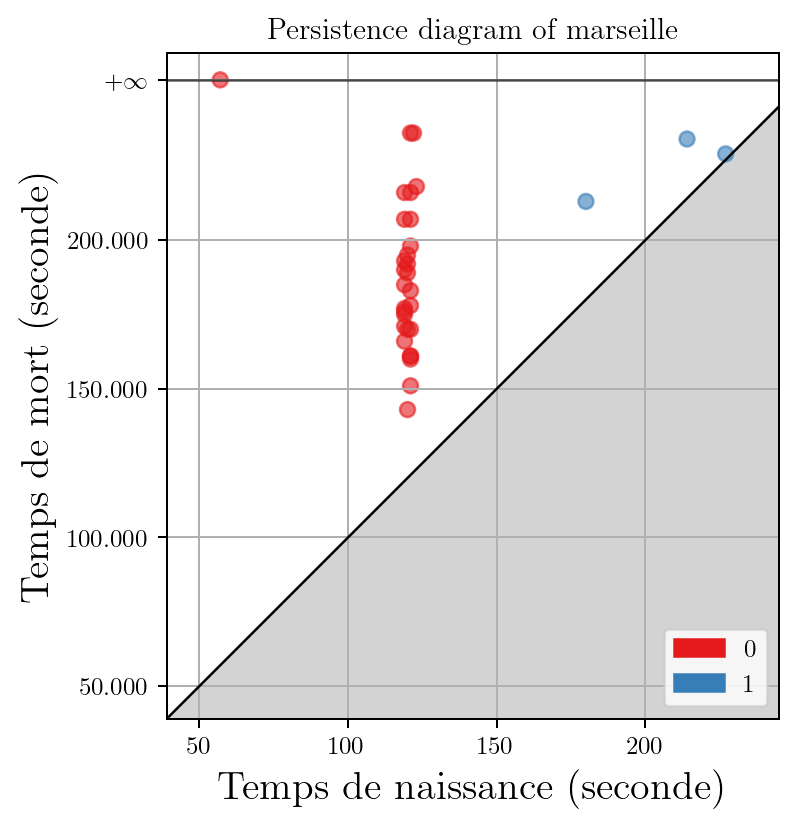 Persistence diagram of marseille
+∞
200.000
150.000
100.000
50.000
Temps de mort (seconde)
50 100 150 200
Temps de naissance (seconde)
0
1